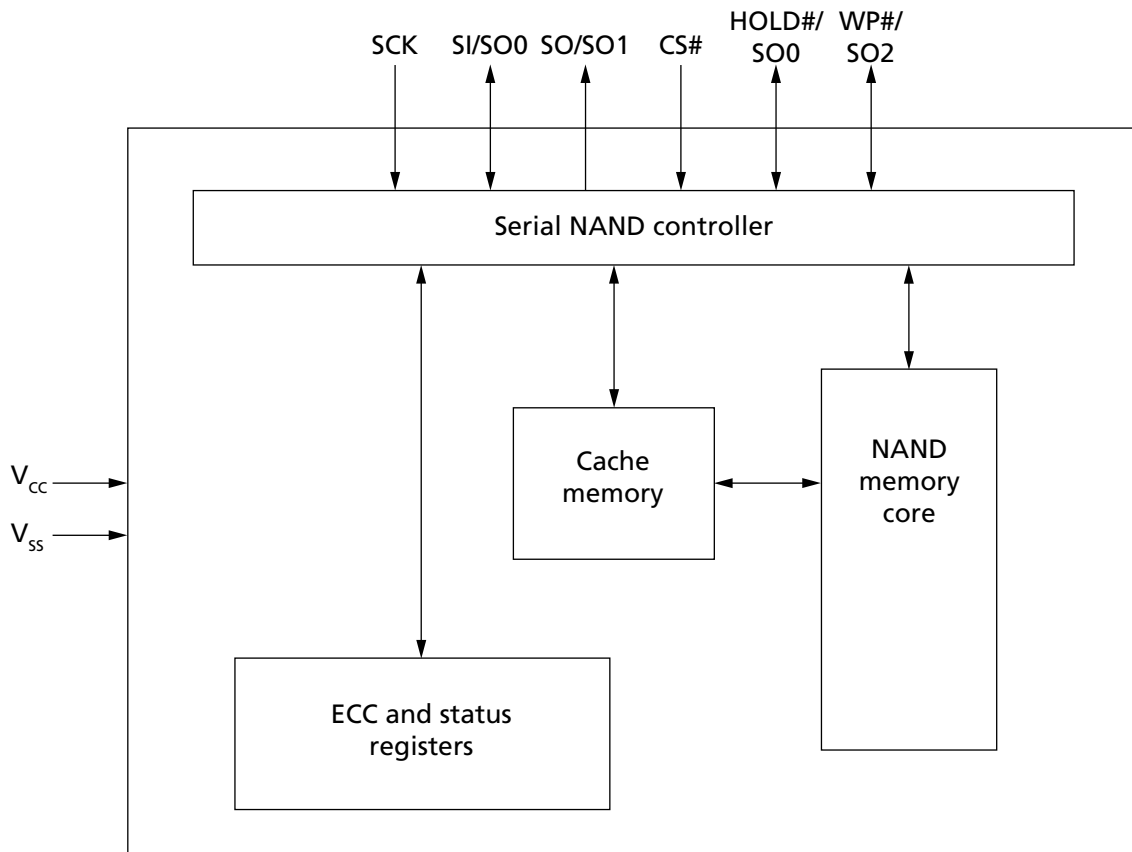 SCK
SI/SO0
SO/SO1
CS#
HOLD#/
SO0
WP#/
SO2
Serial NAND controller
Cache
memory
NAND
memory
core
VCC
VSS
ECC and status
registers